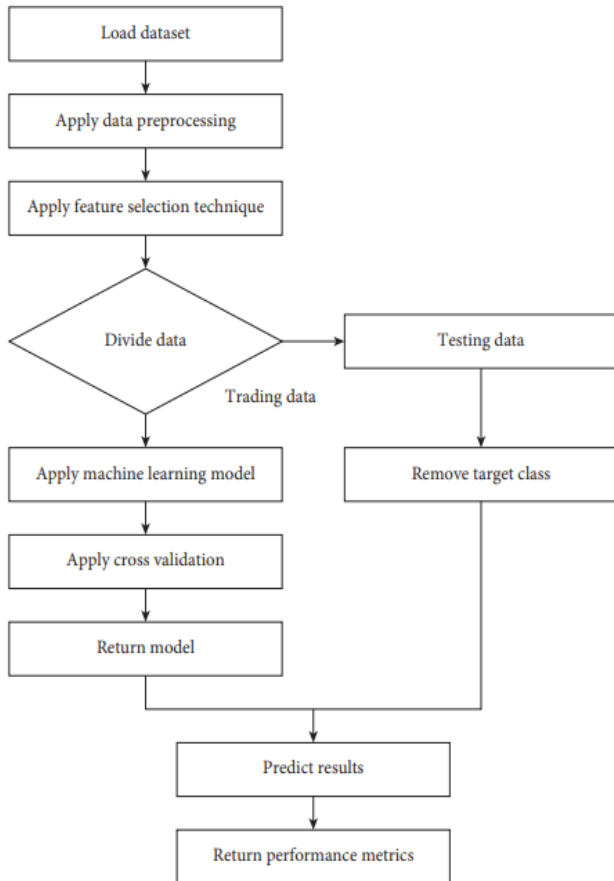 Load dataset
Apply data preprocessing
Apply feature selection technique
Divide data
Testing data
Trading data
Apply machine learning model
Remove target class
Apply cross validation
Return model
Predict results
Return performance metrics